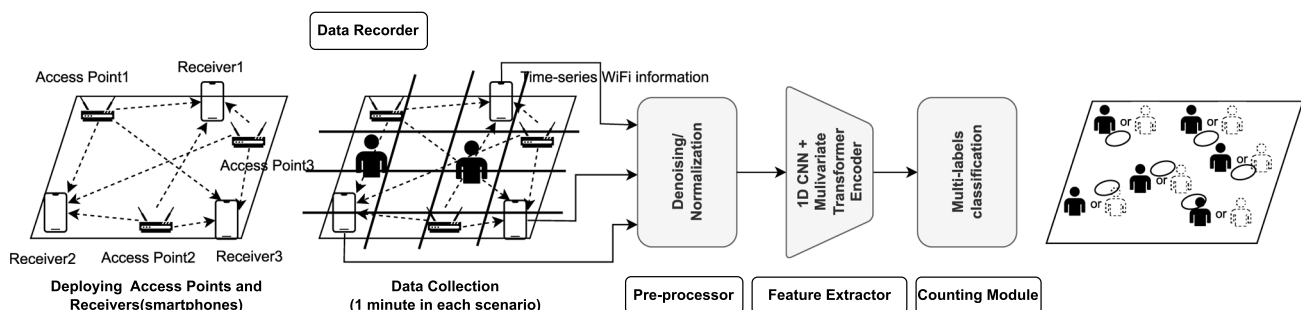 Data Recorder
Access Point1
Receiver1
Access Point3
Receiver2
Access Point2
Receiver3
Deploying Access Points and
Receivers(smartphones)
Time-series WiFi information
Data Collection
(1 minute in each scenario)
Denoising/
Normalization
Pre-processor
1D CNN +
Mulivariate
Transformer
Encoder
Feature Extractor
Multi-labels
classification
Counting Module
or
or
or
or
or
or